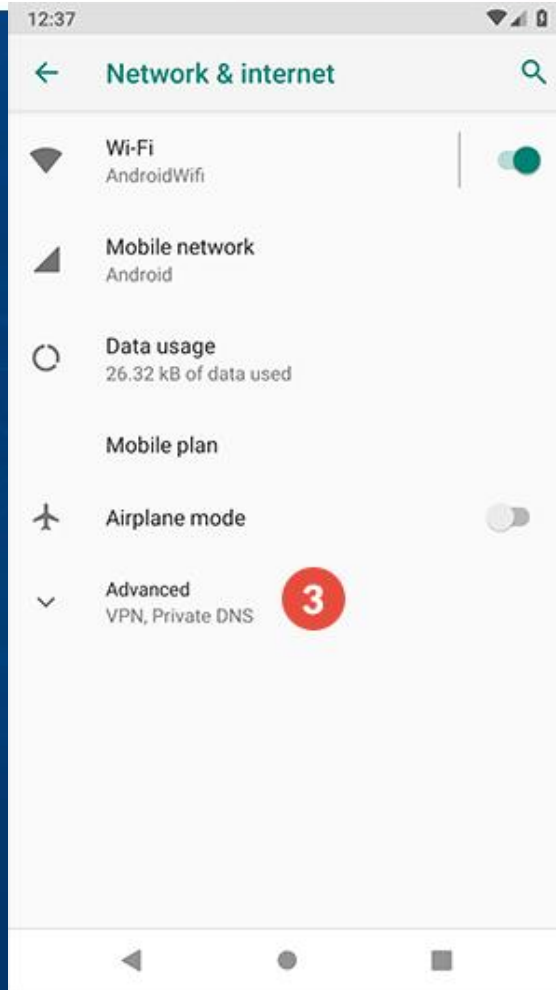 12:37
Network & internet
Wi-Fi
AndroidWifi
Mobile network
Android
Data usage
26.32 kB of data used
Mobile plan
Airplane mode
Advanced
VPN, Private DNS
3